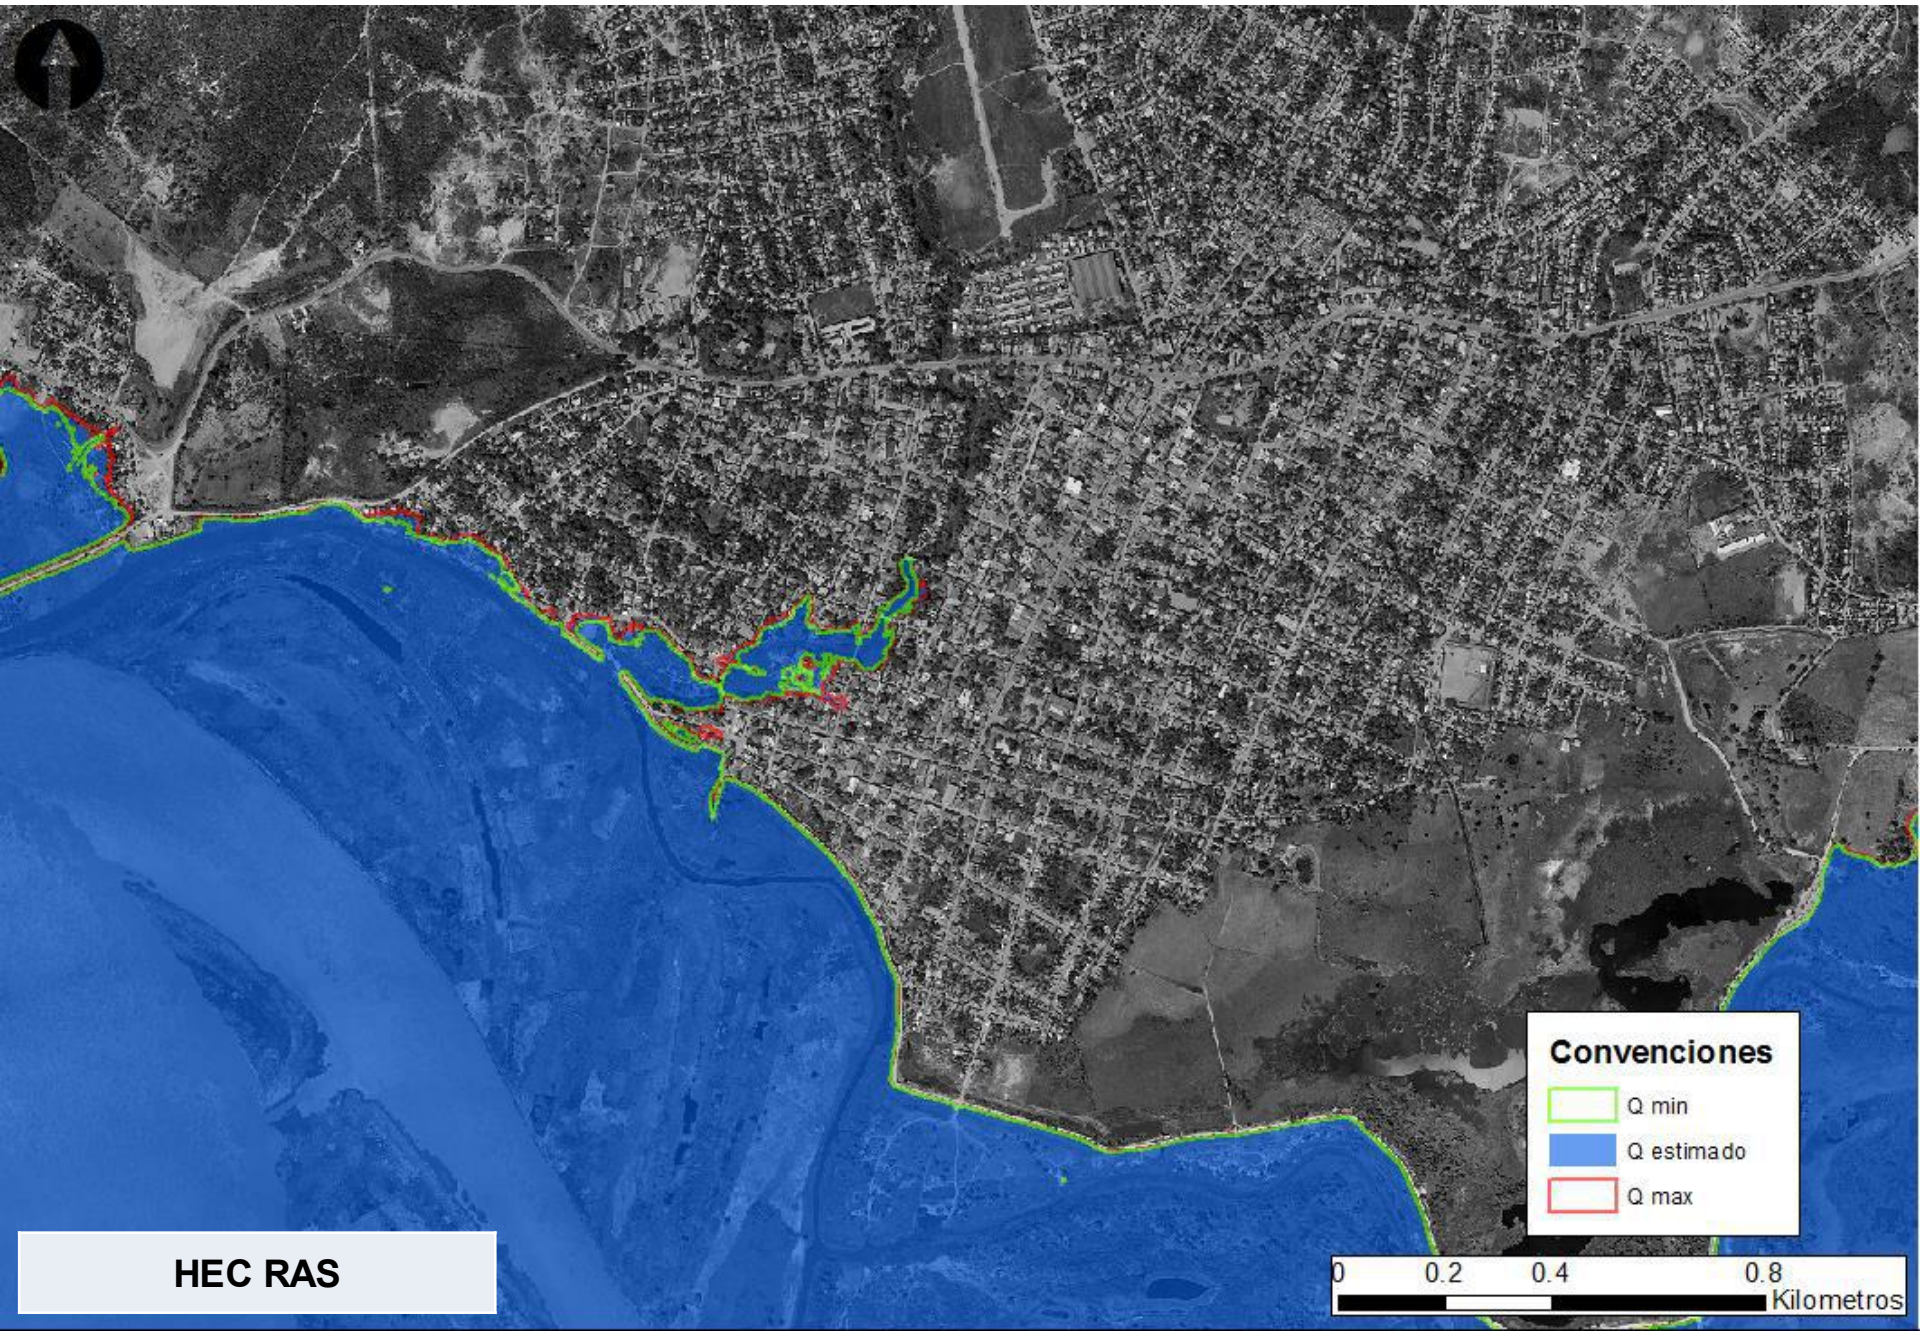 Convenciones
Q min
Q estimado
Q max
HEC RAS
0 0.2 0.4 0.8
Kilometros